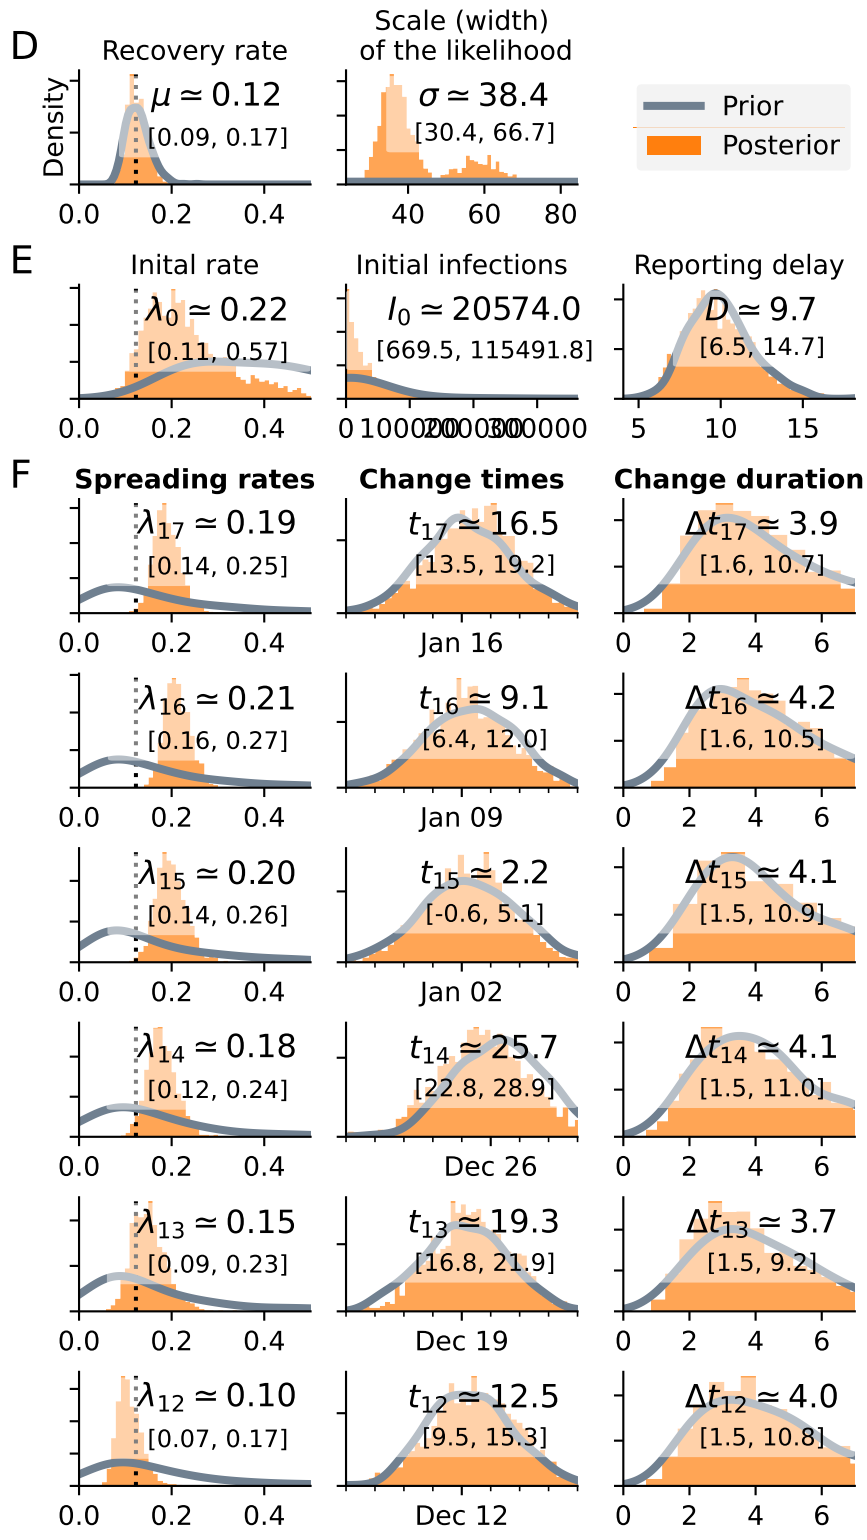 D
Recovery rate
Scale (width)
of the likelihood
Density
μ ≃ 0.12
[0.09, 0.17]
σ ≃ 38.4
[30.4, 66.7]
Prior
Posterior
0.0 0.2 0.4
40 60 80
E
Inital rate
Initial infections
Reporting delay
λ0 ≃ 0.22
[0.11, 0.57]
I0 ≃ 20574.0
[669.5, 115491.8]
D ≃ 9.7
[6.5, 14.7]
0.0 0.2 0.4
0 100000 200000 300000
5 10 15
F
Spreading rates
Change times
Change duration
λ17 ≃ 0.19
[0.14, 0.25]
t17 ≃ 16.5
[13.5, 19.2]
Δt17 ≃ 3.9
[1.6, 10.7]
0.0 0.2 0.4
Jan 16
0 2 4 6
λ16 ≃ 0.21
[0.16, 0.27]
t16 ≃ 9.1
[6.4, 12.0]
Δt16 ≃ 4.2
[1.6, 10.5]
0.0 0.2 0.4
Jan 09
0 2 4 6
λ15 ≃ 0.20
[0.14, 0.26]
t15 ≃ 2.2
[-0.6, 5.1]
Δt15 ≃ 4.1
[1.5, 10.9]
0.0 0.2 0.4
Jan 02
0 2 4 6
λ14 ≃ 0.18
[0.12, 0.24]
t14 ≃ 25.7
[22.8, 28.9]
Δt14 ≃ 4.1
[1.5, 11.0]
0.0 0.2 0.4
Dec 26
0 2 4 6
λ13 ≃ 0.15
[0.09, 0.23]
t13 ≃ 19.3
[16.8, 21.9]
Δt13 ≃ 3.7
[1.5, 9.2]
0.0 0.2 0.4
Dec 19
0 2 4 6
λ12 ≃ 0.10
[0.07, 0.17]
t12 ≃ 12.5
[9.5, 15.3]
Δt12 ≃ 4.0
[1.5, 10.8]
0.0 0.2 0.4
Dec 12
0 2 4 6